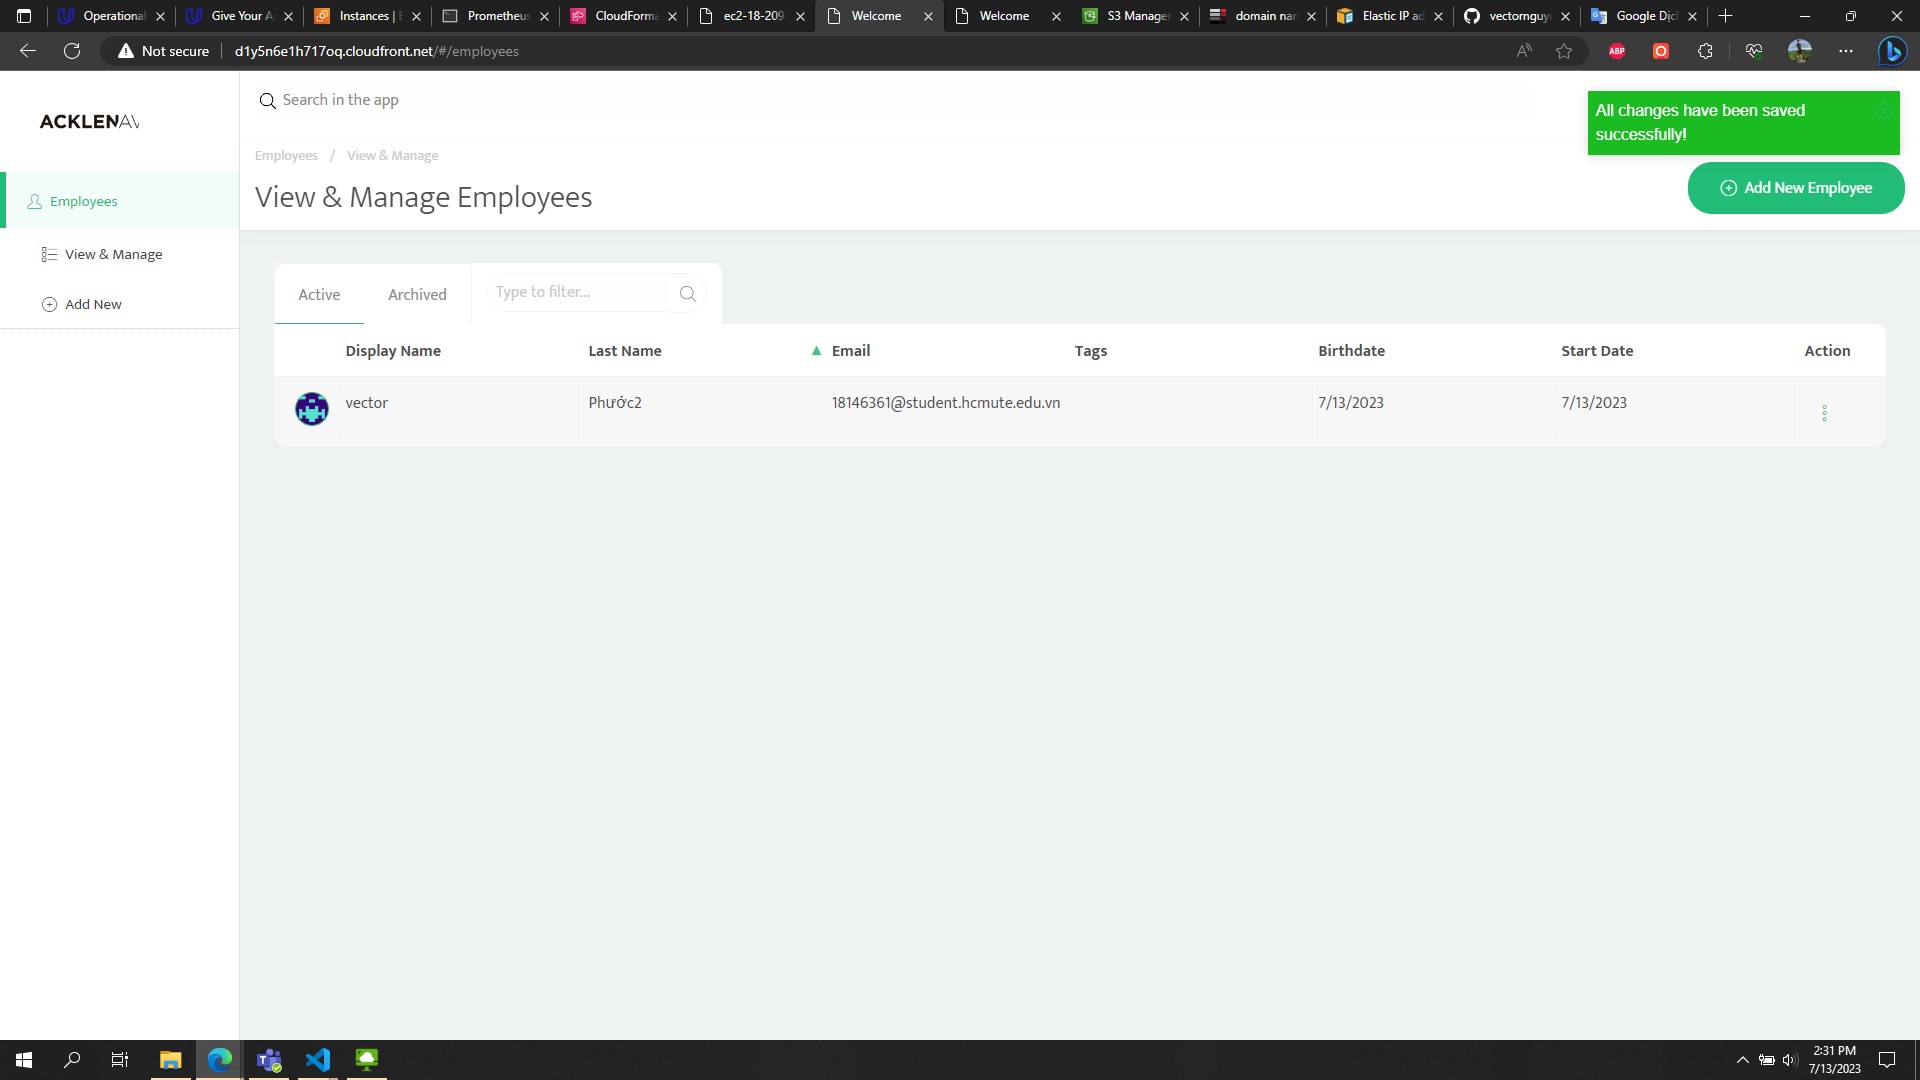 Operational
Give Your A
Instances | E
Prometheus
CloudForma
ec2-18-209-
Welcome
Welcome
S3 Manager
domain nar
Elastic IP ad
vectornguy
Google Dịc
Not secure
d1y5n6e1h717oq.cloudfront.net/#/employees
ABP
ACKLENAV
Search in the app
All changes have been saved
successfully!
Employees / View & Manage
View & Manage Employees
Add New Employee
Employees
View & Manage
Add New
Active
Archived
Type to filter...
Display Name
Last Name
Email
Tags
Birthdate
Start Date
Action
vector
Phước2
18146361@student.hcmute.edu.vn
7/13/2023
7/13/2023
2:31 PM
7/13/2023